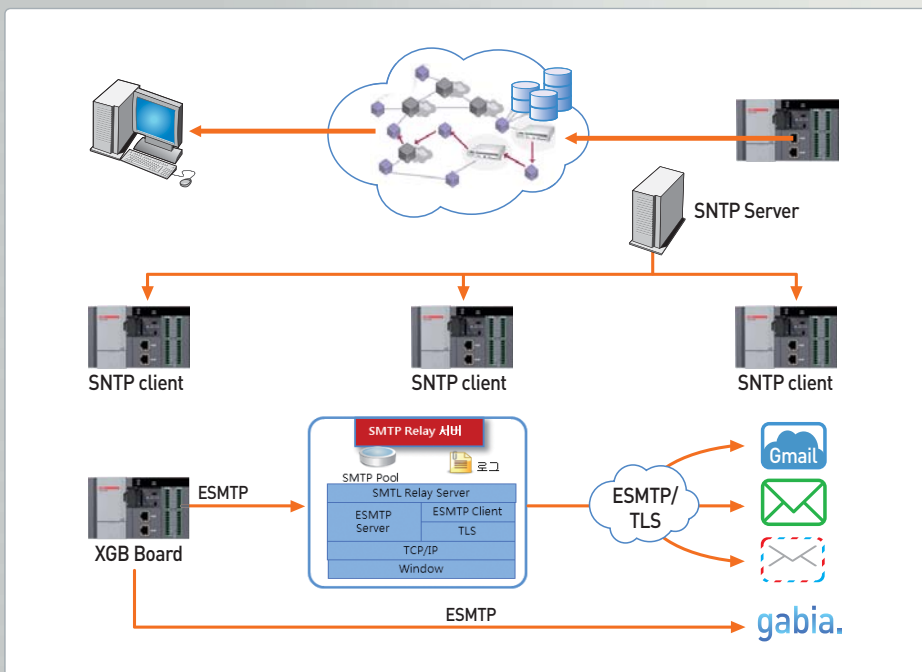 SNTP Server
SNTP client
SNTP client
SNTP client
SMTP Relay 서버
SMTP Pool
로그
SMTL Relay Server
ESMTP Server
ESMTP Client
TLS
TCP/IP
Window
XGB Board
ESMTP
ESMTP/
TLS
Gmail
ESMTP
gabia.